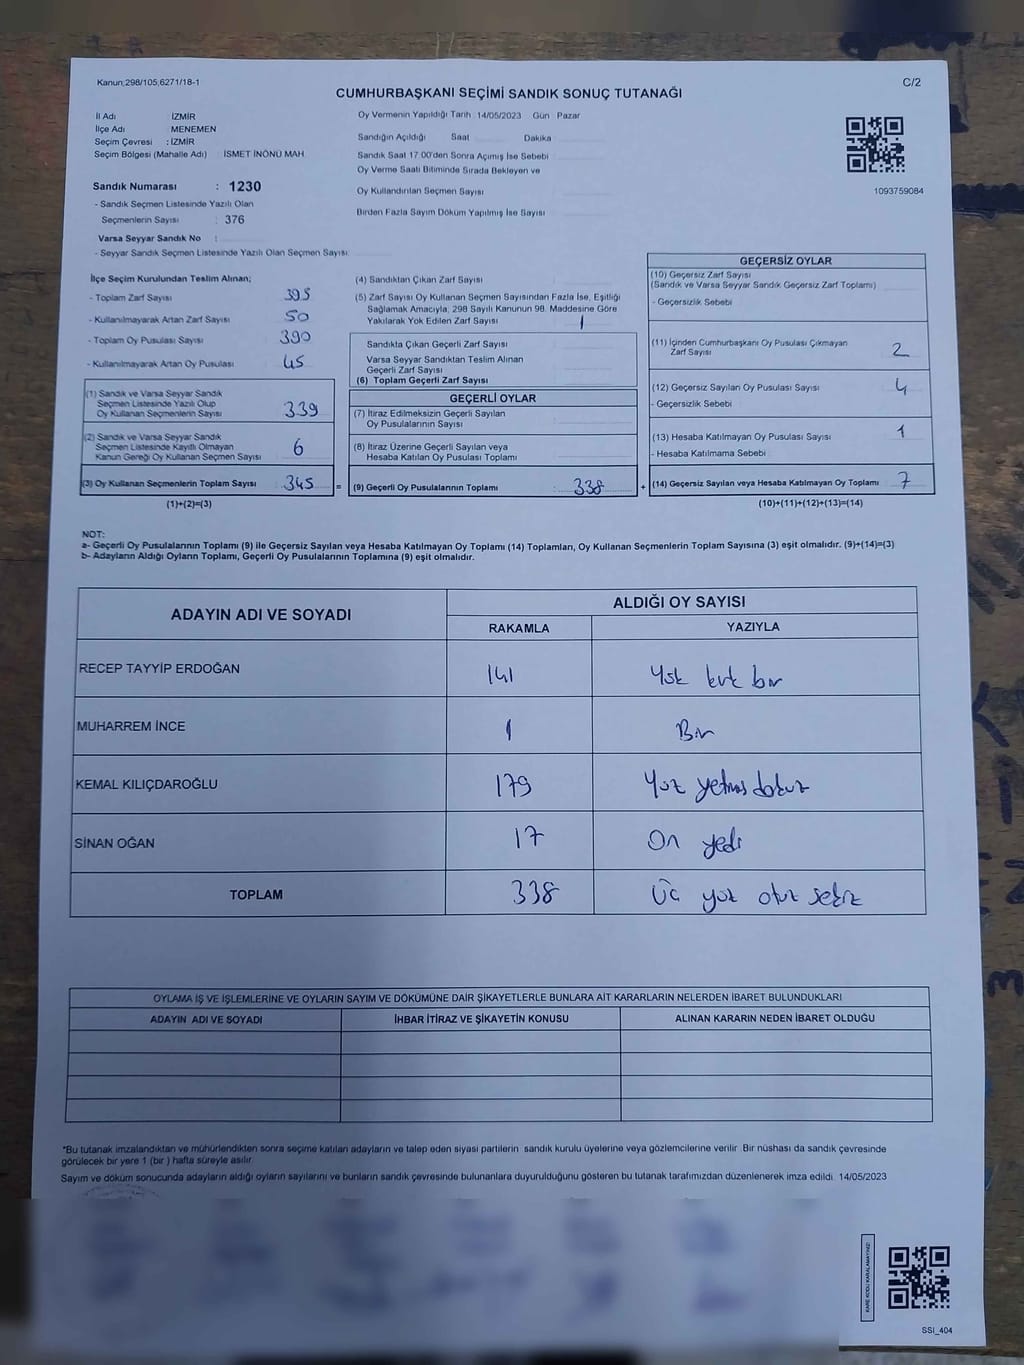 Kanun;298/105,6271/18-1
C/2
CUMHURBAŞKANI SEÇİMİ SANDIK SONUÇ TUTANAĞI
İl Adı İZMİR
İlçe Adı MENEMEN
Seçim Çevresi : İZMİR
Seçim Bölgesi (Mahalle Adı) İSMET İNÖNÜ MAH
Sandık Numarası : 1230
- Sandık Seçmen Listesinde Yazılı Olan
Seçmenlerin Sayısı : 376
Varsa Seyyar Sandık No :
- Seyyar Sandık Seçmen Listesinde Yazılı Olan Seçmen Sayısı
Oy Vermenin Yapıldığı Tarih 14/05/2023 Gün Pazar
Sandığın Açıldığı Saat Dakika
Sandık Saat 17.00'den Sonra Açımış İse Sebebi
Oy Verme Saati Bitiminde Sırada Bekleyen ve
Oy Kullandırılan Seçmen Sayısı
Birden Fazla Sayım Döküm Yapılmış İse Sayısı
1093759084
İlçe Seçim Kurulundan Teslim Alınan;
- Toplam Zarf Sayısı 395
- Kullanılmayarak Artan Zarf Sayısı 50
- Toplam Oy Pusulası Sayısı 390
- Kullanılmayarak Artan Oy Pusulası 45
(1) Sandık ve Varsa Seyyar Sandık
Seçmen Listesinde Yazılı Olup
Oy Kullanan Seçmenlerin Sayısı 339
(2) Sandık ve Varsa Seyyar Sandık
Seçmen Listesinde Kayıtlı Olmayan
Kanun Gereği Oy Kullanan Seçmen Sayısı 6
(3) Oy Kullanan Seçmenlerin Toplam Sayısı 345 =
(1)+(2)=(3)
(4) Sandıktan Çıkan Zarf Sayısı
(5) Zarf Sayısı Oy Kullanan Seçmen Sayısından Fazla İse, Eşitliği
Sağlamak Amacıyla; 298 Sayılı Kanunun 98. Maddesine Göre
Yakılarak Yok Edilen Zarf Sayısı 1
Sandıkta Çıkan Geçerli Zarf Sayısı
Varsa Seyyar Sandıktan Teslim Alınan
Geçerli Zarf Sayısı
(6) Toplam Geçerli Zarf Sayısı
GEÇERLİ OYLAR
(7) İtiraz Edilmeksizin Geçerli Sayılan
Oy Pusulalarının Sayısı
(8) İtiraz Üzerine Geçerli Sayılan veya
Hesaba Katılan Oy Pusulası Toplamı
(9) Geçerli Oy Pusulalarının Toplamı : 338 +
GEÇERSİZ OYLAR
(10) Geçersiz Zarf Sayısı
(Sandık ve Varsa Seyyar Sandık Geçersiz Zarf Toplamı)
- Geçersizlik Sebebi
(11) İçinden Cumhurbaşkanı Oy Pusulası Çıkmayan
Zarf Sayısı 2
(12) Geçersiz Sayılan Oy Pusulası Sayısı 4
- Geçersizlik Sebebi
(13) Hesaba Katılmayan Oy Pusulası Sayısı 1
- Hesaba Katılmama Sebebi
(14) Geçersiz Sayılan veya Hesaba Katılmayan Oy Toplamı 7
(10)+(11)+(12)+(13)=(14)
NOT:
a- Geçerli Oy Pusulalarının Toplamı (9) ile Geçersiz Sayılan veya Hesaba Katılmayan Oy Toplamı (14) Toplamları, Oy Kullanan Seçmenlerin Toplam Sayısına (3) eşit olmalıdır. (9)+(14)=(3)
b- Adayların Aldığı Oyların Toplamı, Geçerli Oy Pusulalarının Toplamına (9) eşit olmalıdır.
ADAYIN ADI VE SOYADI ALDIĞI OY SAYISI
RAKAMLA YAZIYLA
RECEP TAYYİP ERDOĞAN 141 Yüz kırk bir
MUHARREM İNCE 1 Bir
KEMAL KILIÇDAROĞLU 179 Yüz yetmiş dokuz
SİNAN OĞAN 17 On yedi
TOPLAM 338 Üç yüz otuz sekiz
OYLAMA İŞ VE İŞLEMLERİNE VE OYLARIN SAYIM VE DÖKÜMÜNE DAİR ŞİKAYETLERLE BUNLARA AİT KARARLARIN NELERDEN İBARET BULUNDUKLARI
ADAYIN ADI VE SOYADI İHBAR İTİRAZ VE ŞİKAYETİN KONUSU ALINAN KARARIN NEDEN İBARET OLDUĞU
*Bu tutanak imzalandıktan ve mühürlendikten sonra seçime katılan adayların ve talep eden siyasi partilerin sandık kurulu üyelerine veya gözlemcilerine verilir. Bir nüshası da sandık çevresinde
görülecek bir yere 1 (bir ) hafta süreyle asılır.
Sayım ve döküm sonucunda adayların aldığı oyların sayılarını ve bunların sandık çevresinde bulunanlara duyurulduğunu gösteren bu tutanak tarafımızdan düzenlenerek imza edildi. 14/05/2023
KARE KODU KARALAMAYINIZ!
SSİ_404